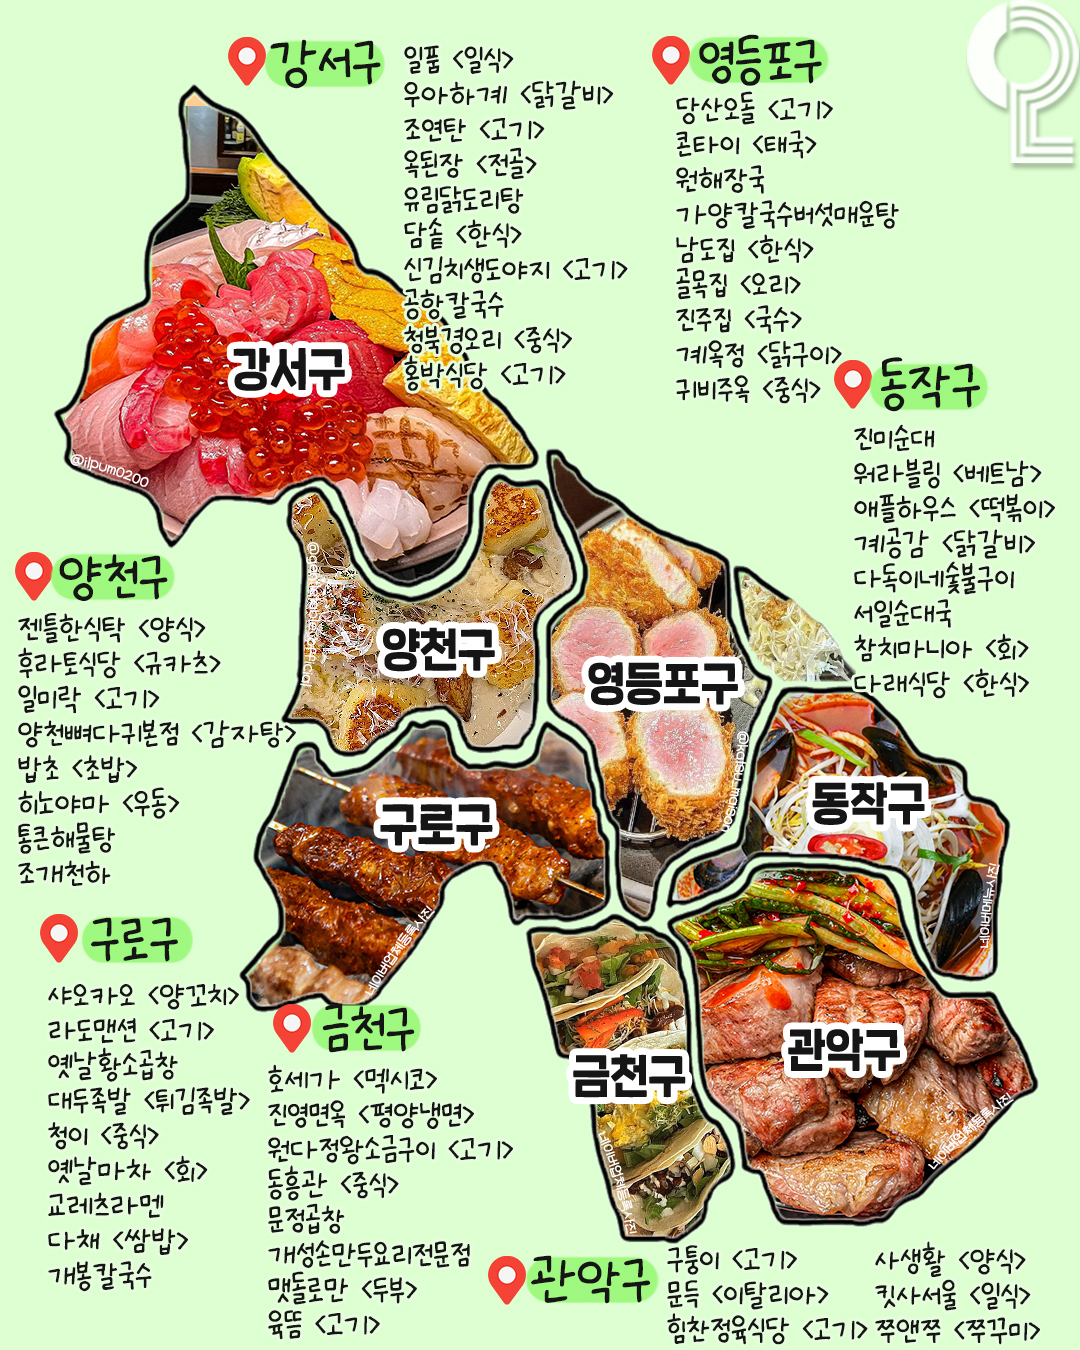 강서구
일품 <일식>
우아하계 <닭갈비>
조연탄 <고기>
옥된장 <전골>
유림닭도리탕
담솥 <한식>
신김치생도야지 <고기>
공항칼국수
청북경오리 <중식>
홍박식당 <고기>
영등포구
당산오돌 <고기>
콘타이 <태국>
원해장국
가양칼국수버섯매운탕
남도집 <한식>
골목집 <오리>
진주집 <국수>
계옥정 <닭구이>
귀비주옥 <중식>
동작구
진미순대
워라블링 <베트남>
애플하우스 <떡볶이>
계공감 <닭갈비>
다독이네숯불구이
서일순대국
참치마니아 <회>
다래식당 <한식>
양천구
젠틀한식탁 <양식>
후라토식당 <규카츠>
일미락 <고기>
양천뼈다귀본점 <감자탕>
밥초 <초밥>
히노야마 <우동>
통큰해물탕
조개천하
구로구
샤오카오 <양꼬치>
라도맨션 <고기>
옛날황소곱창
대두족발 <튀김족발>
청이 <중식>
옛날마차 <회>
교레츠라멘
다채 <쌈밥>
개봉칼국수
금천구
호세가 <멕시코>
진영면옥 <평양냉면>
원다정왕소금구이 <고기>
동흥관 <중식>
문정곱창
개성손만두요리전문점
맷돌로만 <두부>
육뜸 <고기>
관악구
구퉁이 <고기>
문득 <이탈리아>
힘찬정육식당 <고기>
사생활 <양식>
킷사서울 <일식>
쭈앤쭈 <쭈꾸미>
강서구
@ilpum0200
양천구
영등포구
@katsu_maison
구로구
네이버업체등록사진
동작구
네이버메뉴사진
금천구
네이버업체등록사진
관악구
네이버업체등록사진